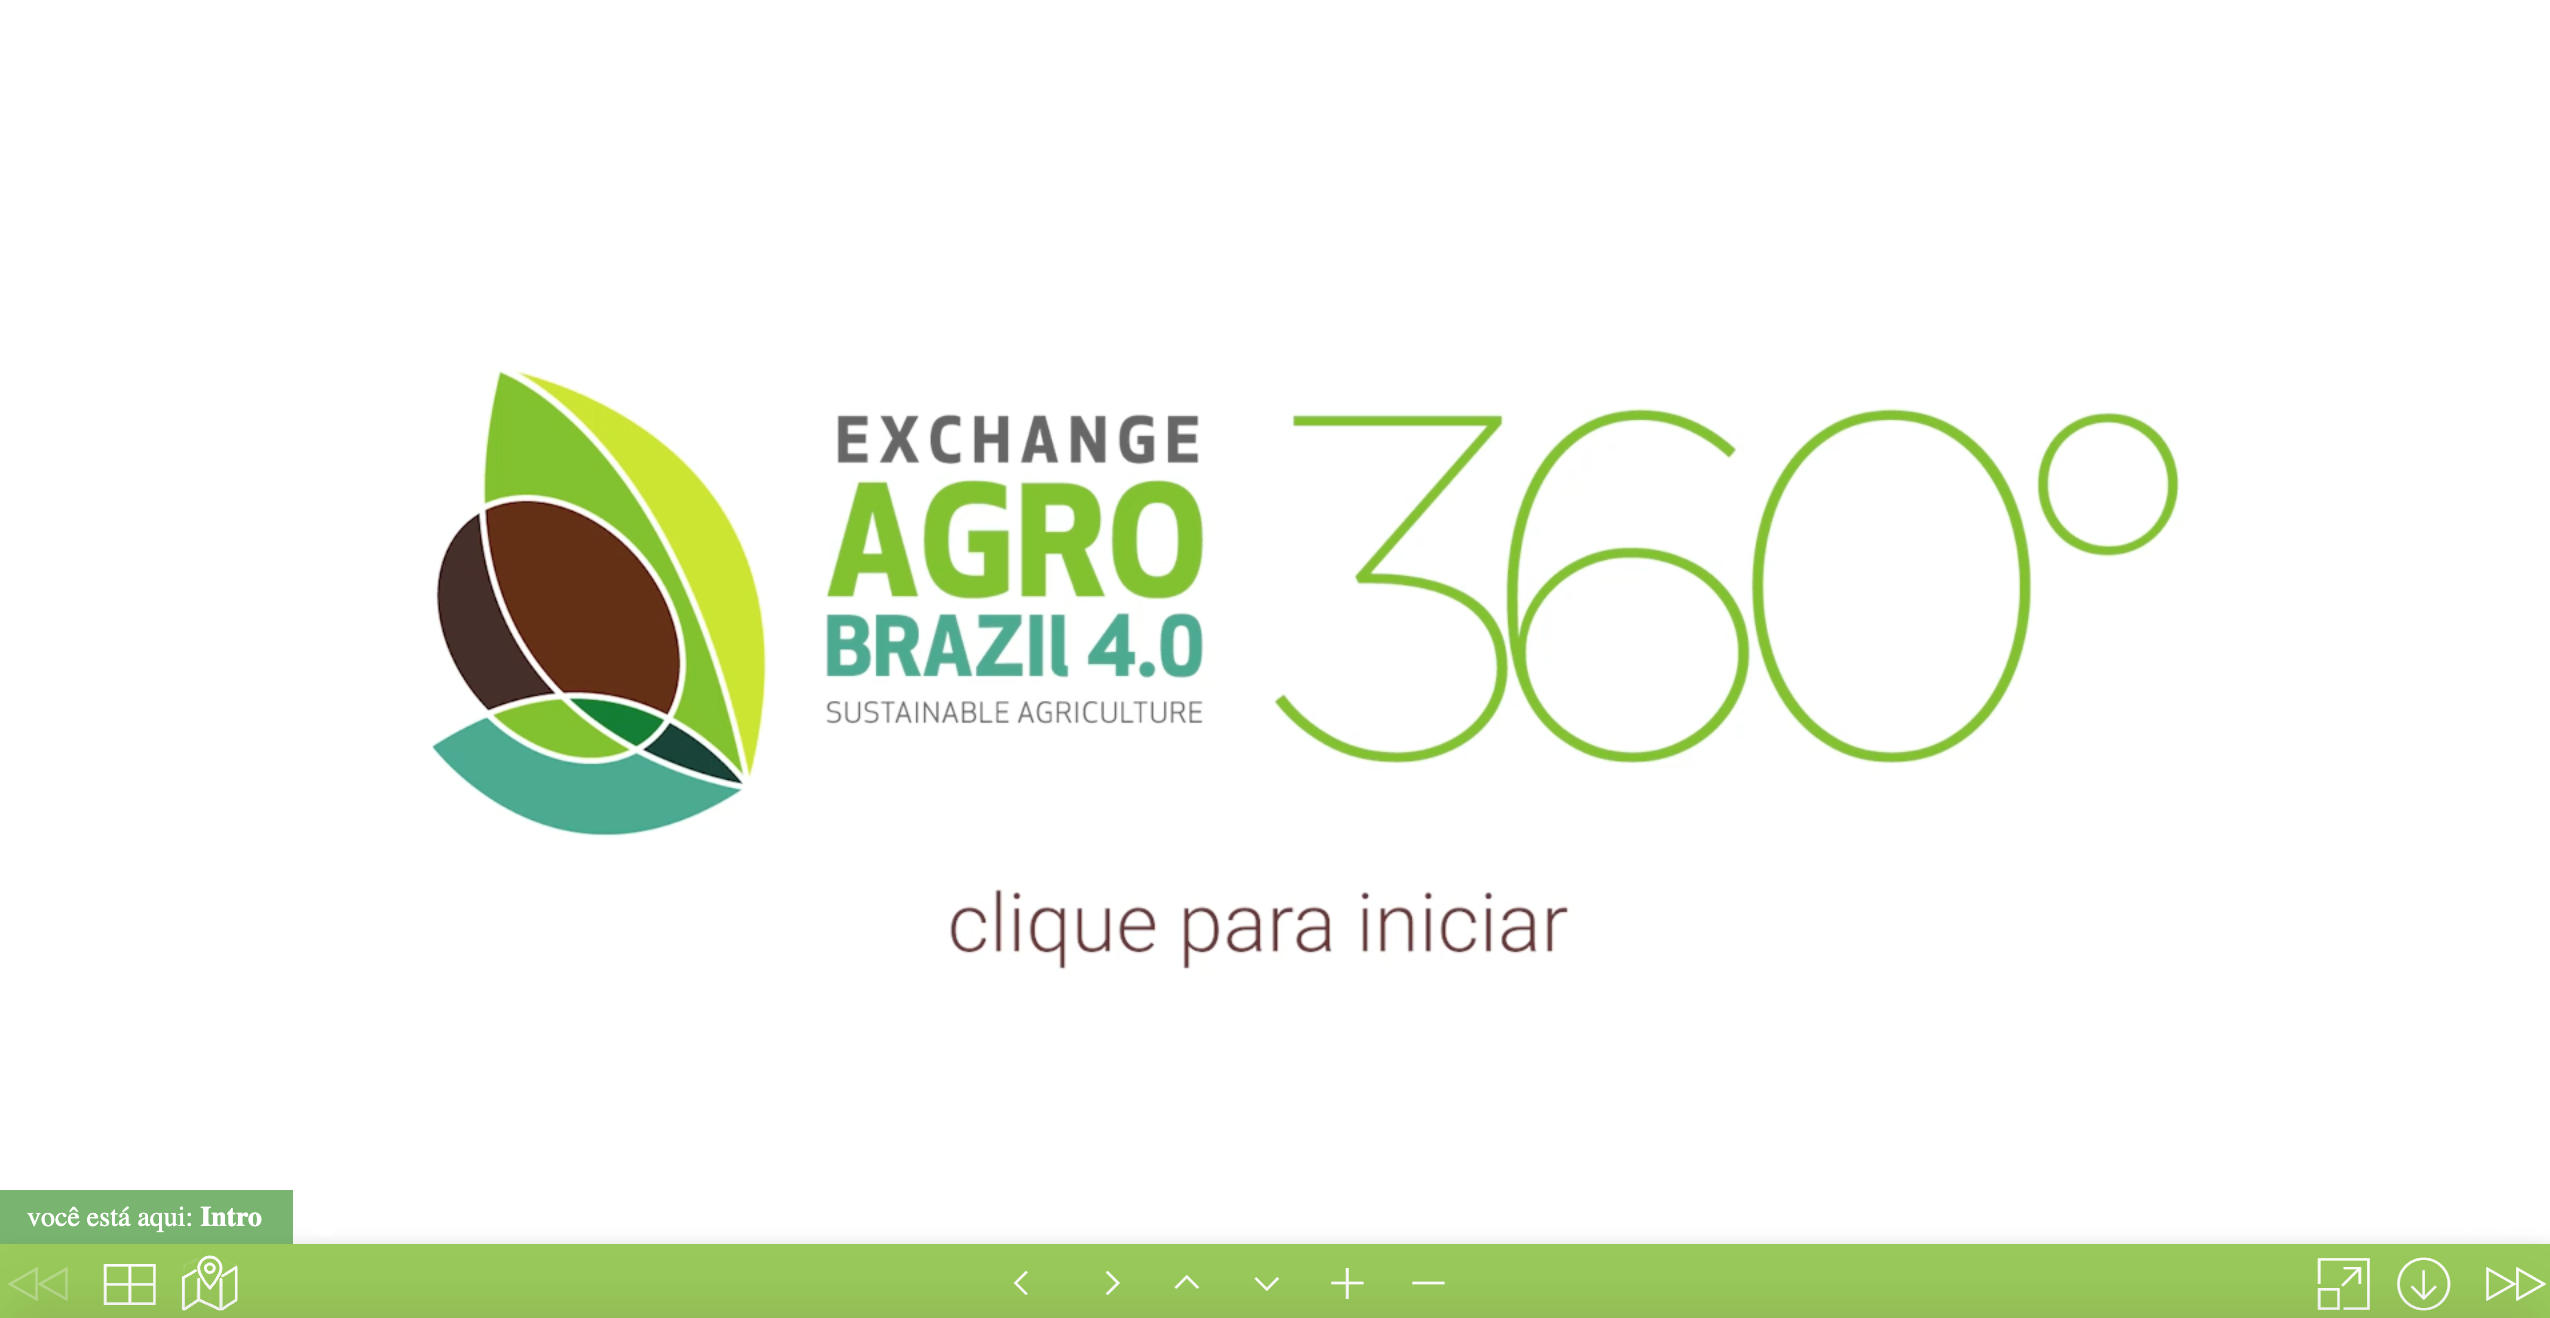 EXCHANGE
AGRO
BRAZIl 4.0
SUSTAINABLE AGRICULTURE
360°
clique para iniciar
você está aqui: Intro